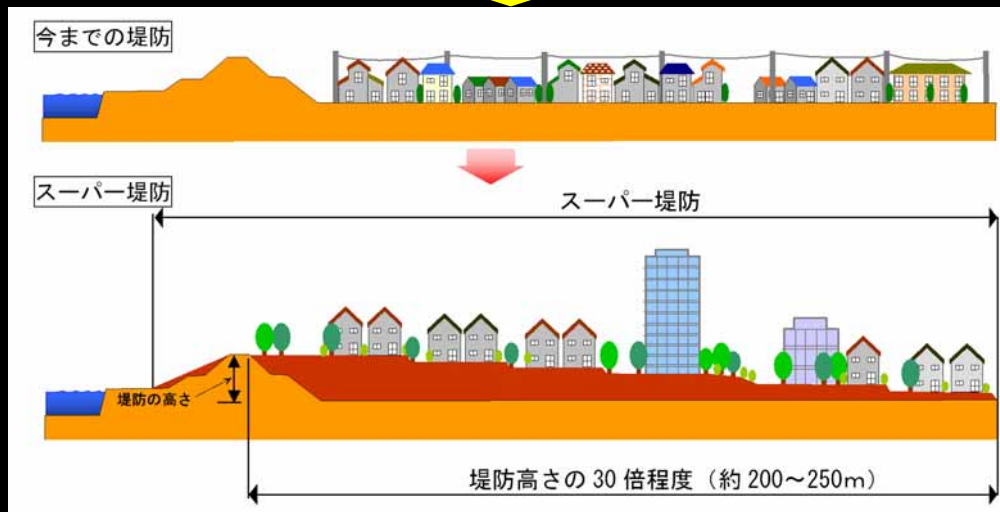 今までの堤防
スーパー堤防
スーパー堤防
堤防の高さ
堤防高さの 30 倍程度（約 200～250ｍ）